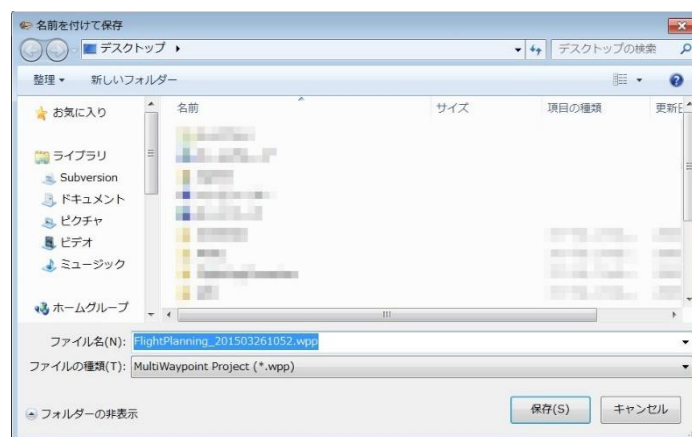 名前を付けて保存
デスクトップ
デスクトップの検索
整理 新しいフォルダー
名前 サイズ 項目の種類
お気に入り
ライブラリ
Subversion
ドキュメント
ピクチャ
ビデオ
ミュージック
ホームグループ
ファイル名(N): FlightPlanning_201503261052.wpp
ファイルの種類(T): MultiWaypoint Project (*.wpp)
フォルダーの非表示
保存(S) キャンセル